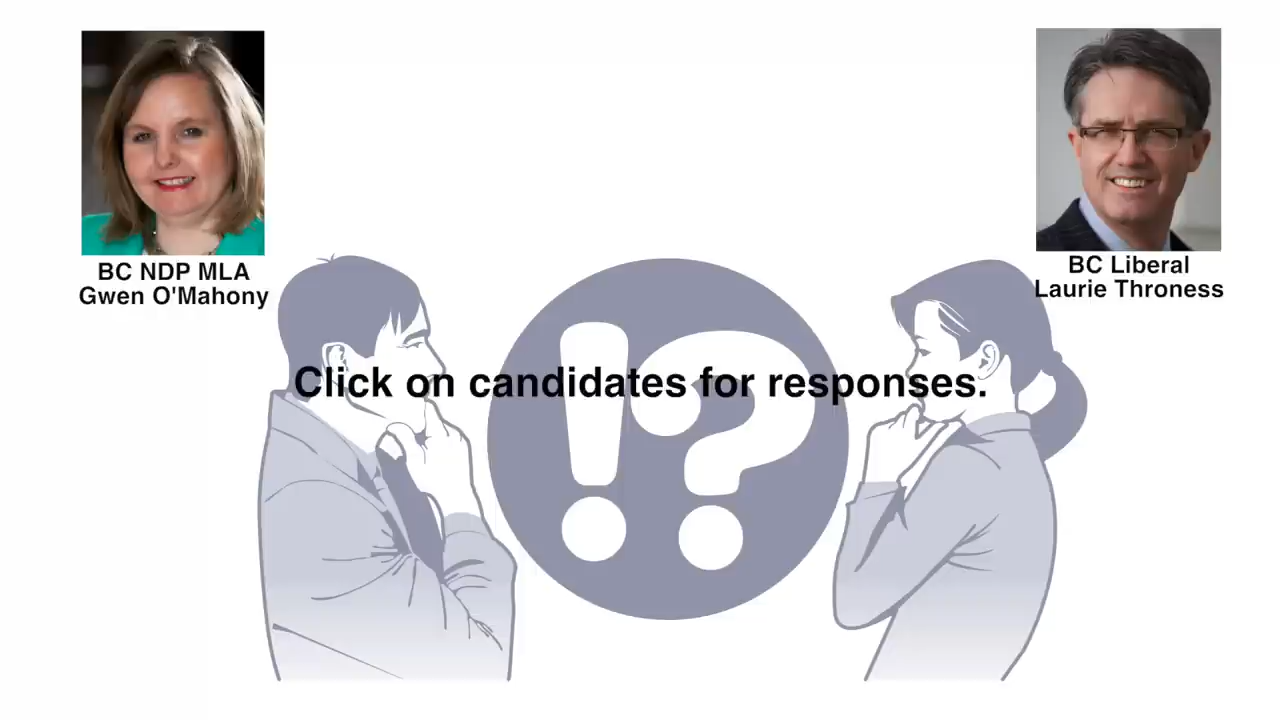 BC NDP MLA
Gwen O'Mahony
BC Liberal
Laurie Throness
Click on candidates for responses.
!?